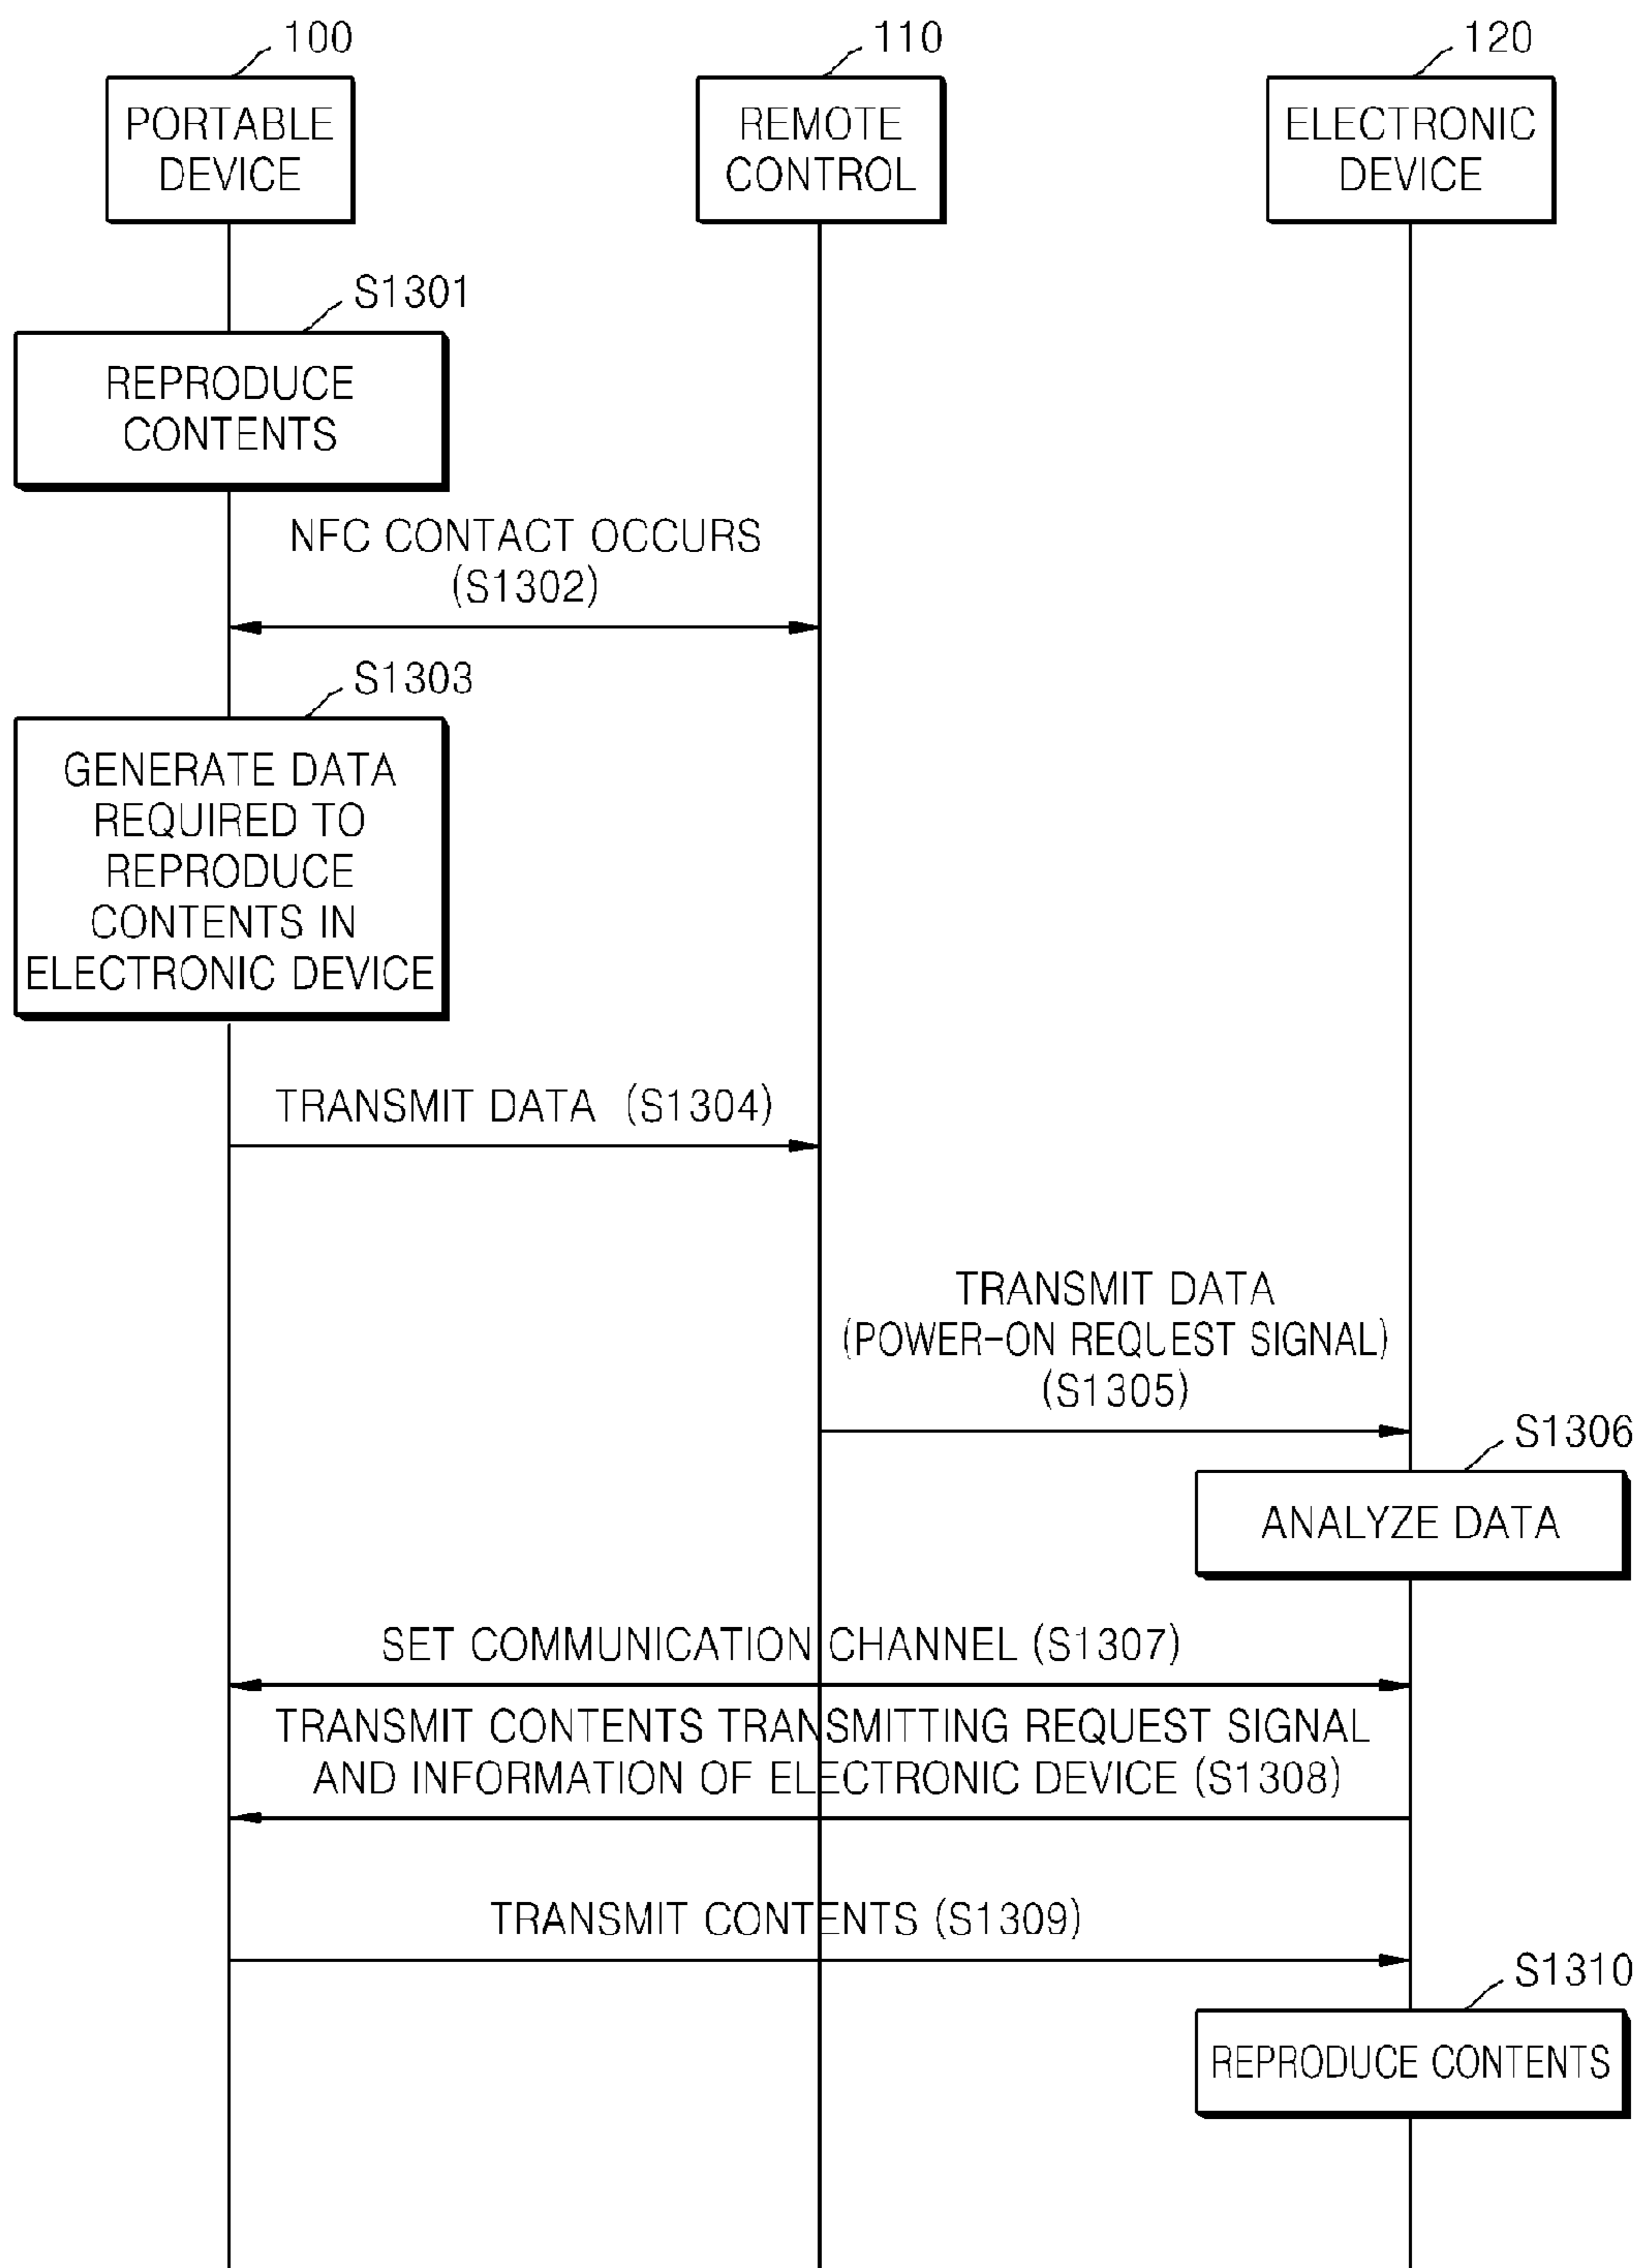 100
110
120
PORTABLE
DEVICE
REMOTE
CONTROL
ELECTRONIC
DEVICE
S1301
REPRODUCE
CONTENTS
NFC CONTACT OCCURS
(S1302)
S1303
GENERATE DATA
REQUIRED TO
REPRODUCE
CONTENTS IN
ELECTRONIC DEVICE
TRANSMIT DATA (S1304)
TRANSMIT DATA
(POWER-ON REQUEST SIGNAL)
(S1305)
S1306
ANALYZE DATA
SET COMMUNICATION CHANNEL (S1307)
TRANSMIT CONTENTS TRANSMITTING REQUEST SIGNAL
AND INFORMATION OF ELECTRONIC DEVICE (S1308)
TRANSMIT CONTENTS (S1309)
S1310
REPRODUCE CONTENTS